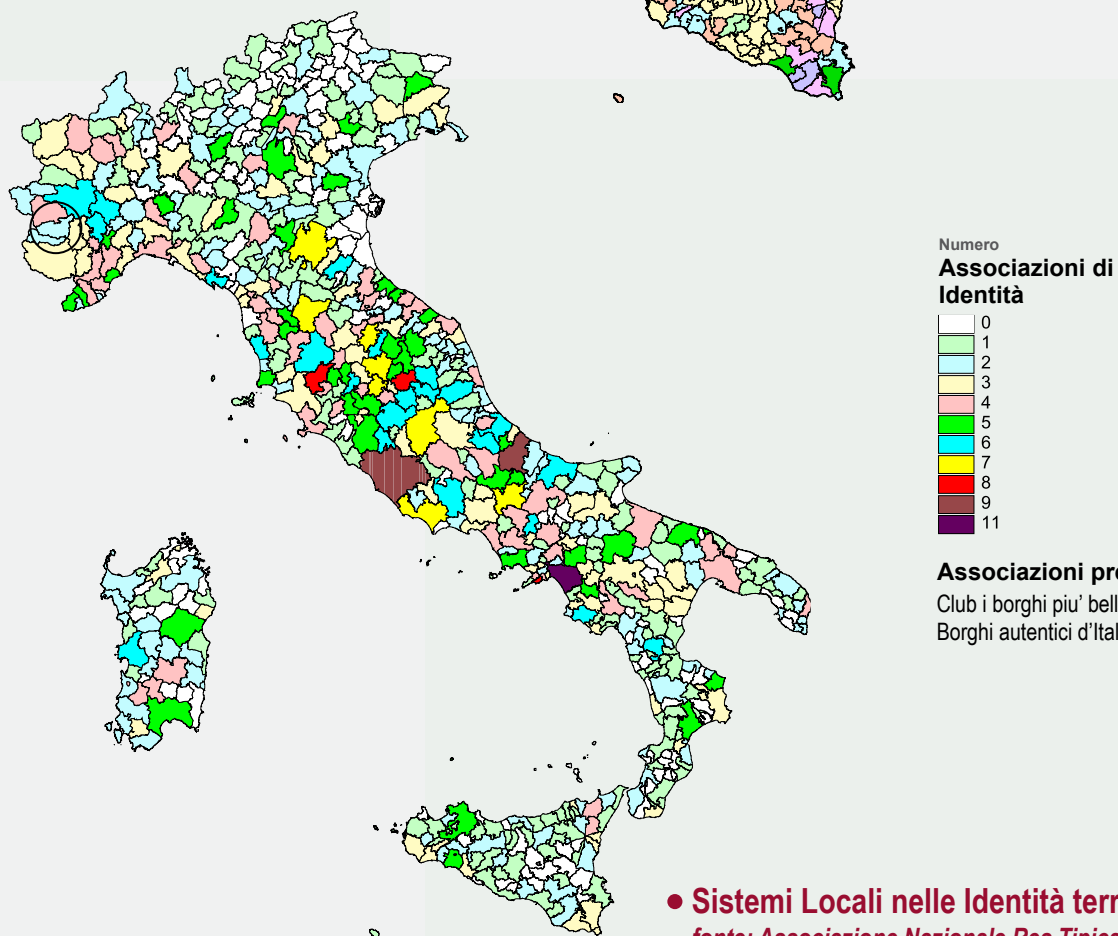 Numero
Associazioni di
Identità
0
1
2
3
4
5
6
7
8
9
11
Associazioni pro
Club i borghi piu' bell
Borghi autentici d'Ital
• Sistemi Locali nelle Identità terr